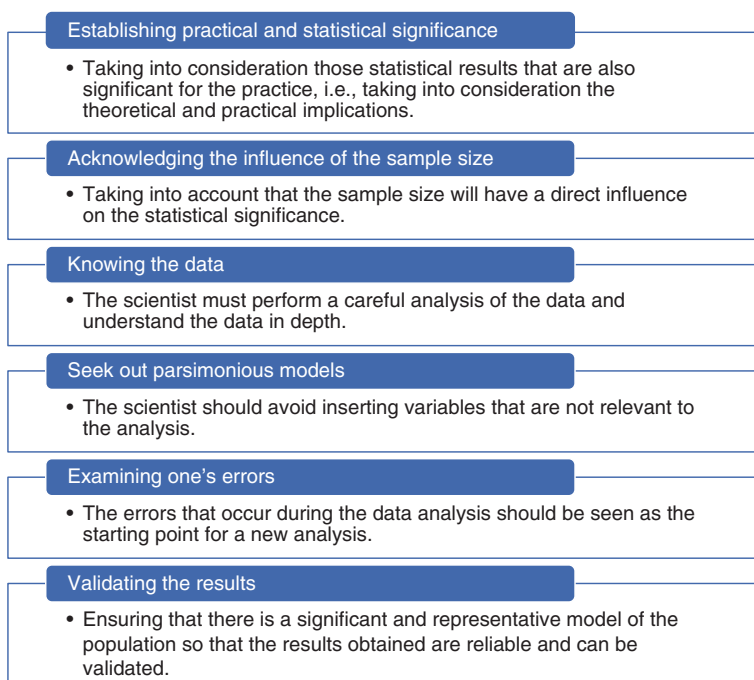 Establishing practical and statistical significance
• Taking into consideration those statistical results that are also
significant for the practice, i.e., taking into consideration the
theoretical and practical implications.
Acknowledging the influence of the sample size
• Taking into account that the sample size will have a direct influence
on the statistical significance.
Knowing the data
• The scientist must perform a careful analysis of the data and
understand the data in depth.
Seek out parsimonious models
• The scientist should avoid inserting variables that are not relevant to
the analysis.
Examining one's errors
• The errors that occur during the data analysis should be seen as the
starting point for a new analysis.
Validating the results
• Ensuring that there is a significant and representative model of the
population so that the results obtained are reliable and can be
validated.